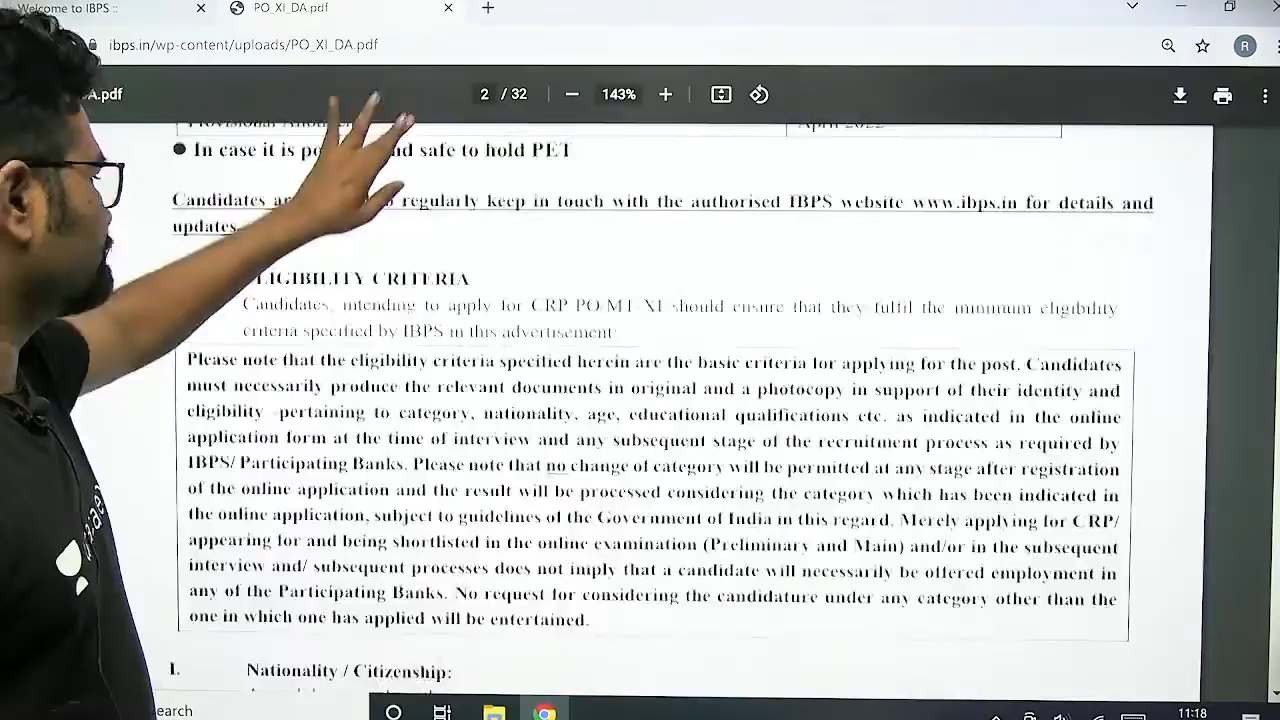 Welcome to IBPS ::
PO_XI_DA.pdf
ibps.in/wp-content/uploads/PO_XI_DA.pdf
R
DA.pdf
2 / 32
143%
April 2022
In case it is po nd safe to hold PET
Candidates regularly keep in touch with the authorised IBPS website www.ibps.in for details and
updates
ELIGIBILITY CRITERIA
Candidates, intending to apply for CRP PO/MT-XI should ensure that they fulfil the minimum eligibility
criteria specified by IBPS in this advertisement:
Please note that the eligibility criteria specified herein are the basic criteria for applying for the post. Candidates
must necessarily produce the relevant documents in original and a photocopy in support of their identity and
eligibility -pertaining to category, nationality, age, educational qualifications etc. as indicated in the online
application form at the time of interview and any subsequent stage of the recruitment process as required by
IBPS/ Participating Banks. Please note that no change of category will be permitted at any stage after registration
of the online application and the result will be processed considering the category which has been indicated in
the online application, subject to guidelines of the Government of India in this regard. Merely applying for CRP/
appearing for and being shortlisted in the online examination (Preliminary and Main) and/or in the subsequent
interview and/ subsequent processes does not imply that a candidate will necessarily be offered employment in
any of the Participating Banks. No request for considering the candidature under any category other than the
one in which one has applied will be entertained.
I. Nationality / Citizenship:
earch
11:18